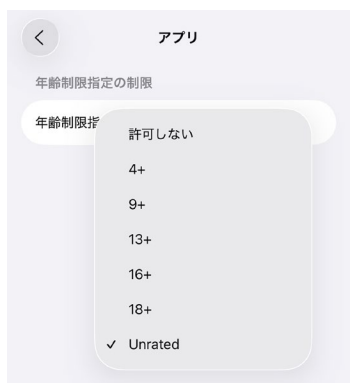 アプリ
年齢制限指定の制限
年齢制限指
許可しない
4+
9+
13+
16+
18+
✓ Unrated